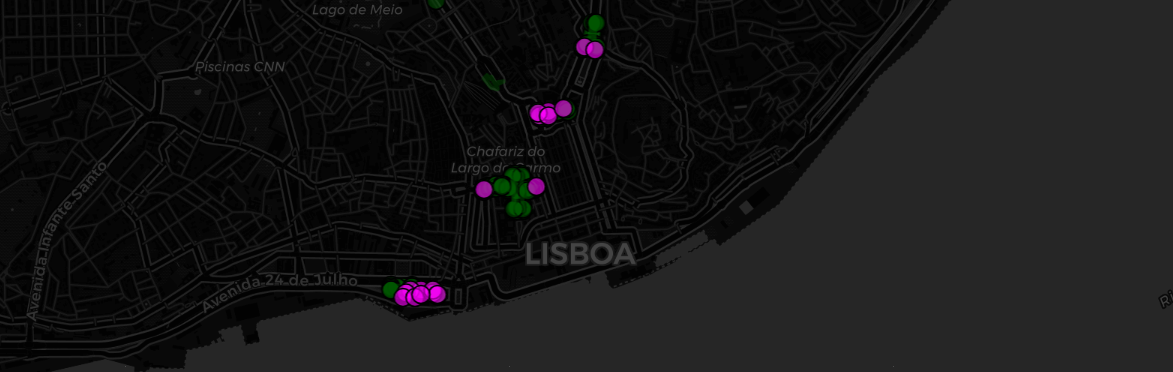 Lago de Meio
Piscinas CNN
Chafariz do
Largo do Carmo
Avenida Infante Santo
LISBOA
Avenida 24 de Julho